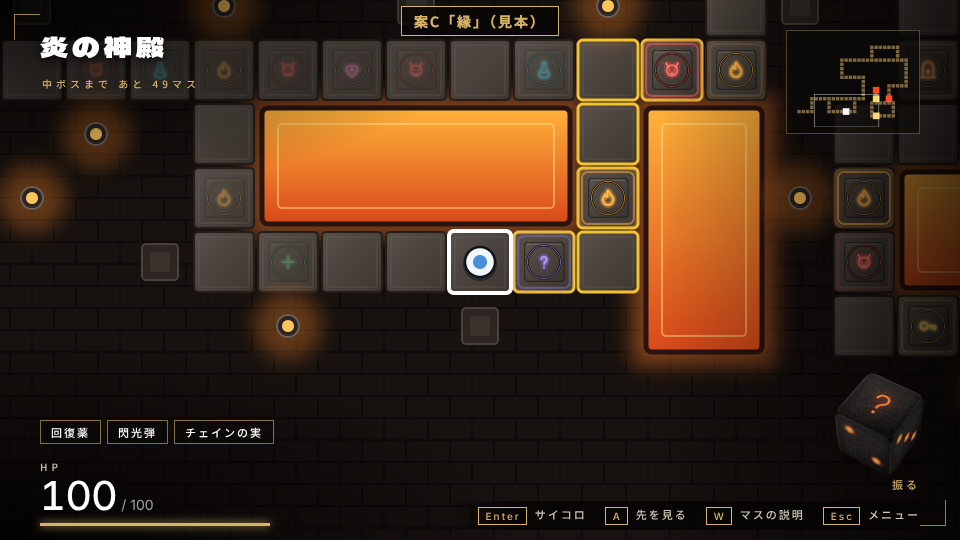 案C「縁」（見本）
炎の神殿
中ボスまで あと 49マス
?
?
振る
回復薬 閃光弾 チェインの実
HP
100 / 100
Enter サイコロ A 先を見る W マスの説明 Esc メニュー